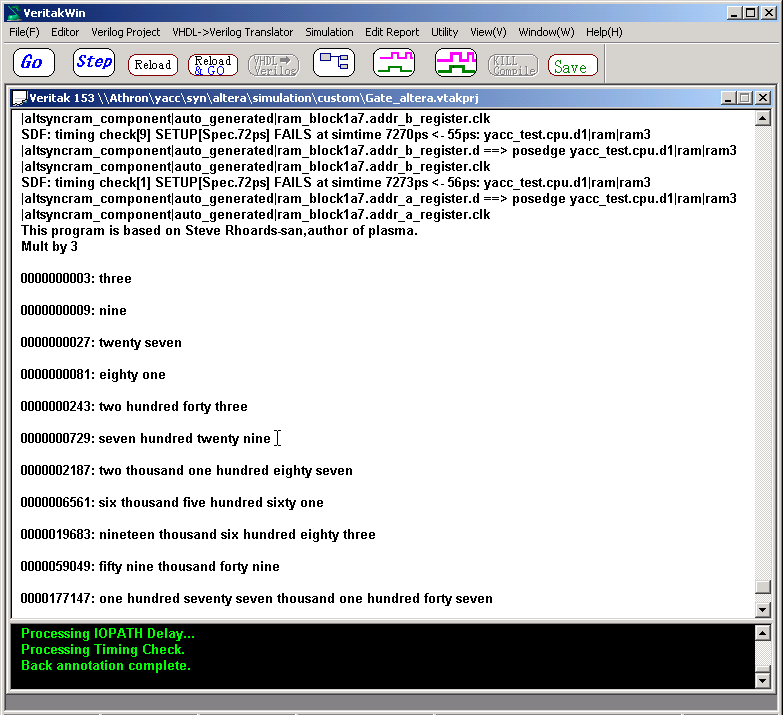 VeritakWin
File(F) Editor Verilog Project VHDL->Verilog Translator Simulation Edit Report Utility View(V) Window(W) Help(H)
Go Step Reload Reload & GO VHDL Verilog KILL Compile Save
Veritak 153 \\Athron\yacc\syn\altera\simulation\custom\Gate_altera.vtakprj
|altsyncram_component|auto_generated|ram_block1a7.addr_b_register.clk
SDF: timing check[9] SETUP[Spec.72ps] FAILS at simtime 7270ps <- 55ps: yacc_test.cpu.d1|ram|ram3
|altsyncram_component|auto_generated|ram_block1a7.addr_b_register.d ==> posedge yacc_test.cpu.d1|ram|ram3
|altsyncram_component|auto_generated|ram_block1a7.addr_b_register.clk
SDF: timing check[1] SETUP[Spec.72ps] FAILS at simtime 7273ps <- 56ps: yacc_test.cpu.d1|ram|ram3
|altsyncram_component|auto_generated|ram_block1a7.addr_a_register.d ==> posedge yacc_test.cpu.d1|ram|ram3
|altsyncram_component|auto_generated|ram_block1a7.addr_a_register.clk
This program is based on Steve Rhoards-san,author of plasma.
Mult by 3
0000000003: three
0000000009: nine
0000000027: twenty seven
0000000081: eighty one
0000000243: two hundred forty three
0000000729: seven hundred twenty nine
0000002187: two thousand one hundred eighty seven
0000006561: six thousand five hundred sixty one
0000019683: nineteen thousand six hundred eighty three
0000059049: fifty nine thousand forty nine
0000177147: one hundred seventy seven thousand one hundred forty seven
Processing IOPATH Delay...
Processing Timing Check.
Back annotation complete.